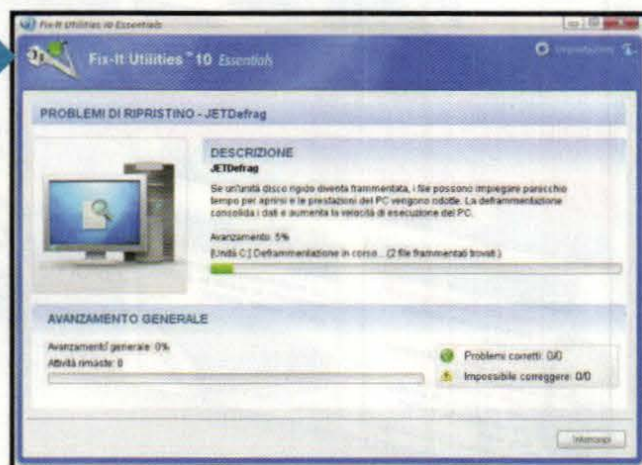 Fix-It Utilities 10 Essentials
Fix-It Utilities™ 10 Essentials
Impostazioni
PROBLEMI DI RIPRISTINO - JETDefrag
DESCRIZIONE
JETDefrag
Se un'unità disco rigido diventa frammentata, i file possono impiegare parecchio
tempo per aprirsi e le prestazioni del PC vengono ridotte. La deframmentazione
consolida i dati e aumenta la velocità di esecuzione del PC.
Avanzamento: 5%
[Unità C:] Deframmentazione in corso... (2 file frammentati trovati.)
AVANZAMENTO GENERALE
Avanzamento generale: 0%
Attività rimaste: 0
Problemi corretti: 0/0
Impossibile correggere: 0/0
Interrompi